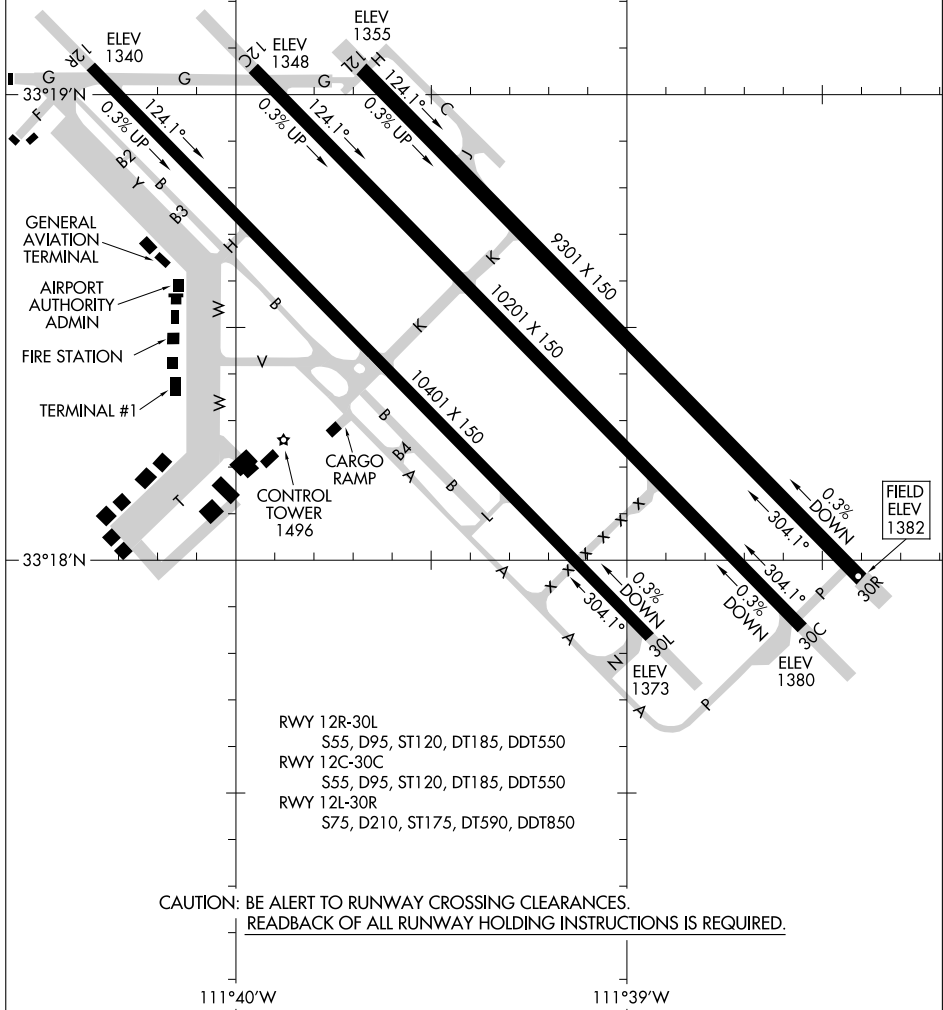 ELEV
1355
ELEV
1340
ELEV
1348
12R
12C
12L
H
G
G
G
33°19'N
F
124.1°
0.3% UP
124.1°
0.3% UP
124.1°
0.3% UP
C
J
B2
B
Y
B3
H
GENERAL
AVIATION
TERMINAL
AIRPORT
AUTHORITY
ADMIN
FIRE STATION
TERMINAL #1
W
W
V
B
K
K
9301 X 150
10201 X 150
10401 X 150
B
B4
A
B
L
CARGO
RAMP
CONTROL
TOWER
1496
T
X X X X X X
33°18'N
A
A
N
A
P
P
0.3%
DOWN
304.1°
0.3%
DOWN
304.1°
0.3%
DOWN
304.1°
FIELD
ELEV
1382
30R
30C
30L
ELEV
1373
ELEV
1380
RWY 12R-30L
S55, D95, ST120, DT185, DDT550
RWY 12C-30C
S55, D95, ST120, DT185, DDT550
RWY 12L-30R
S75, D210, ST175, DT590, DDT850
CAUTION: BE ALERT TO RUNWAY CROSSING CLEARANCES.
READBACK OF ALL RUNWAY HOLDING INSTRUCTIONS IS REQUIRED.
111°40'W
111°39'W